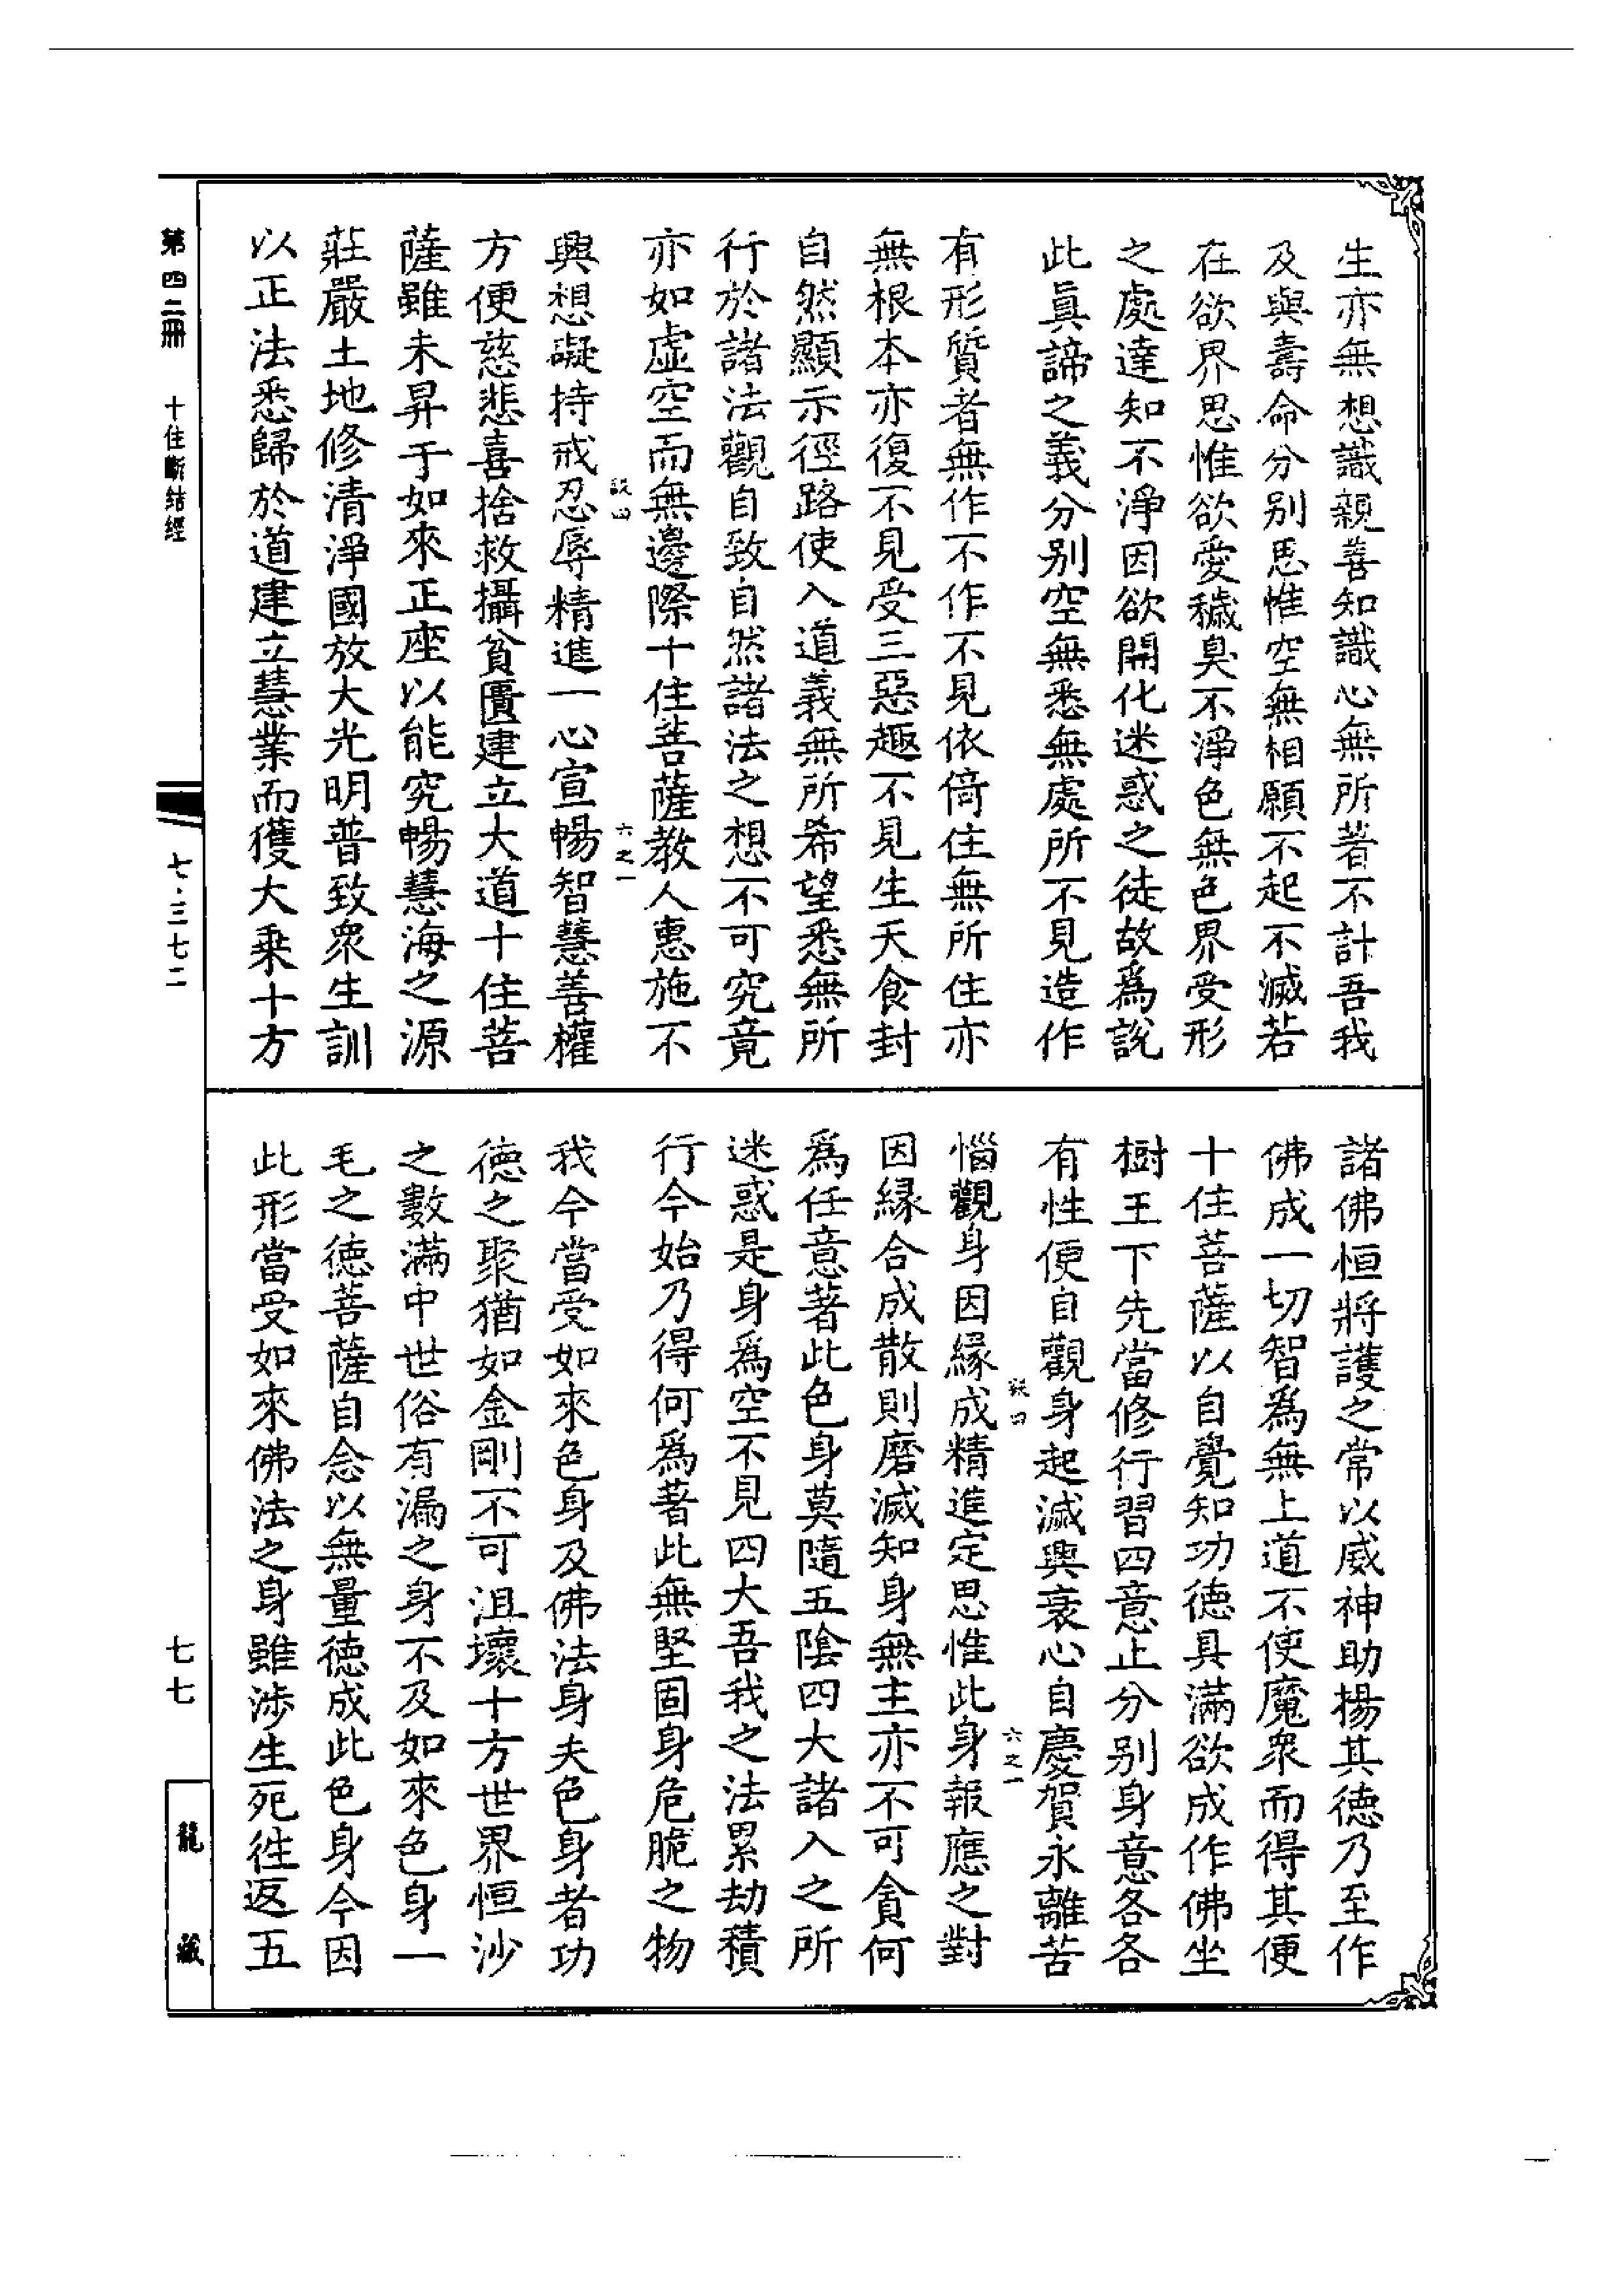 生亦無想識親善知識心無所著不計吾我
及與壽命分別思惟空無相願不起不滅若
在欲界思惟欲愛穢臭不淨色無色界受形
之處達知不淨因欲開化迷惑之徒故爲說
此眞諦之義分别空無悉無處所不見造作
有形質者無作不作不見依倚住無所住亦
無根本亦復不見受三惡趣不見生天食封
自然顯示徑路使入道義無所希望悉無所
行於諸法觀自致自然諸法之想不可究竟
亦如虛空而無邊際十住菩薩教人惠施不
六之一
興想礙持戒忍辱精進一心宣暢智慧善權
方便慈悲喜捨救攝貧匱建立大道十住菩
薩雖未昇于如來正座以能究暢慧海之源
莊嚴土地修清淨國放大光明普致衆生訓
以正法悉歸於道建立慧業而獲大乘十方
諸佛恒將護之常以威神助揚其德乃至作
佛成一切智爲無上道不使魔衆而得其便
十住菩薩以自覺知功德具滿欲成作佛坐
樹王下先當修行習四意止分别身意各各
有性便自觀身起滅興衰心自慶賀永離苦
六之一
惱觀身因緣成精進定思惟此身報應之對
因緣合成散則磨滅知身無主亦不可貪何
爲任意著此色身莫隨五陰四大諸入之所
迷惑是身爲空不見四大吾我之法累劫積
行今始乃得何爲著此無堅固身危脆之物
我今當受如來色身及佛法身夫色身者功
德之聚猶如金剛不可沮壞十方世界恒沙
之數滿中世俗有漏之身不及如來色身一
毛之德菩薩自念以無量德成此色身今因
此形當受如來佛法之身雖涉生死往返五
第四二冊
十住斷結經
七·三七二
七七
龍藏